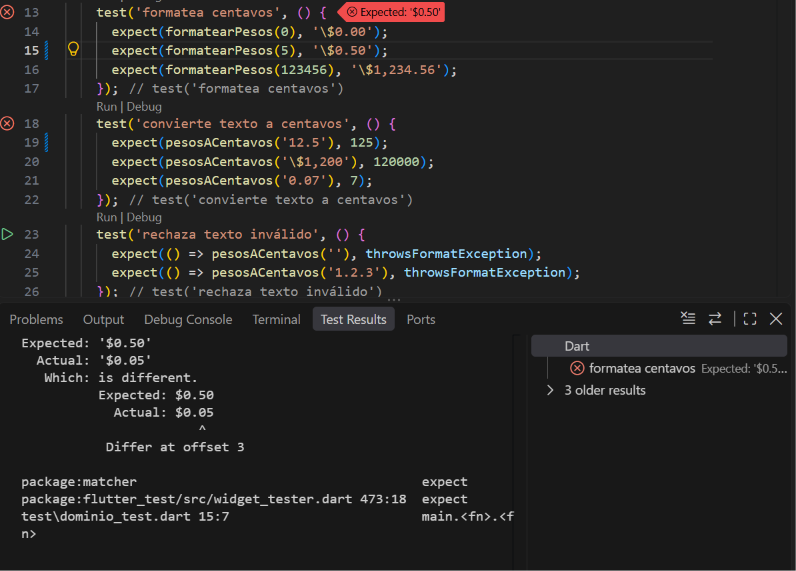 13 test('formatea centavos', () { Expected: '$0.50'
14 expect(formatearPesos(0), '\$0.00');
15 expect(formatearPesos(5), '\$0.50');
16 expect(formatearPesos(123456), '\$1,234.56');
17 }); // test('formatea centavos')
Run | Debug
18 test('convierte texto a centavos', () {
19 expect(pesosACentavos('12.5'), 125);
20 expect(pesosACentavos('\$1,200'), 120000);
21 expect(pesosACentavos('0.07'), 7);
22 }); // test('convierte texto a centavos')
Run | Debug
23 test('rechaza texto inválido', () {
24 expect(() => pesosACentavos(''), throwsFormatException);
25 expect(() => pesosACentavos('1.2.3'), throwsFormatException);
26 }); // test('rechaza texto inválido')
Problems Output Debug Console Terminal Test Results Ports
Expected: '$0.50'
Actual: '$0.05'
Which: is different.
Expected: $0.50
Actual: $0.05
^
Differ at offset 3
package:matcher expect
package:flutter_test/src/widget_tester.dart 473:18 expect
test\dominio_test.dart 15:7 main.<fn>.<f
n>
Dart
formatea centavos Expected: '$0.5...
3 older results